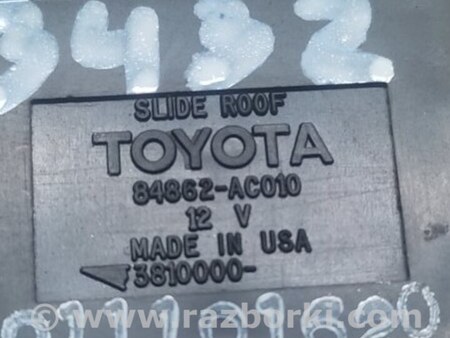 3432
SLIDE ROOF
TOYOTA
84862-AC010
12 V
MADE IN USA
3810000-
www.razborki.com